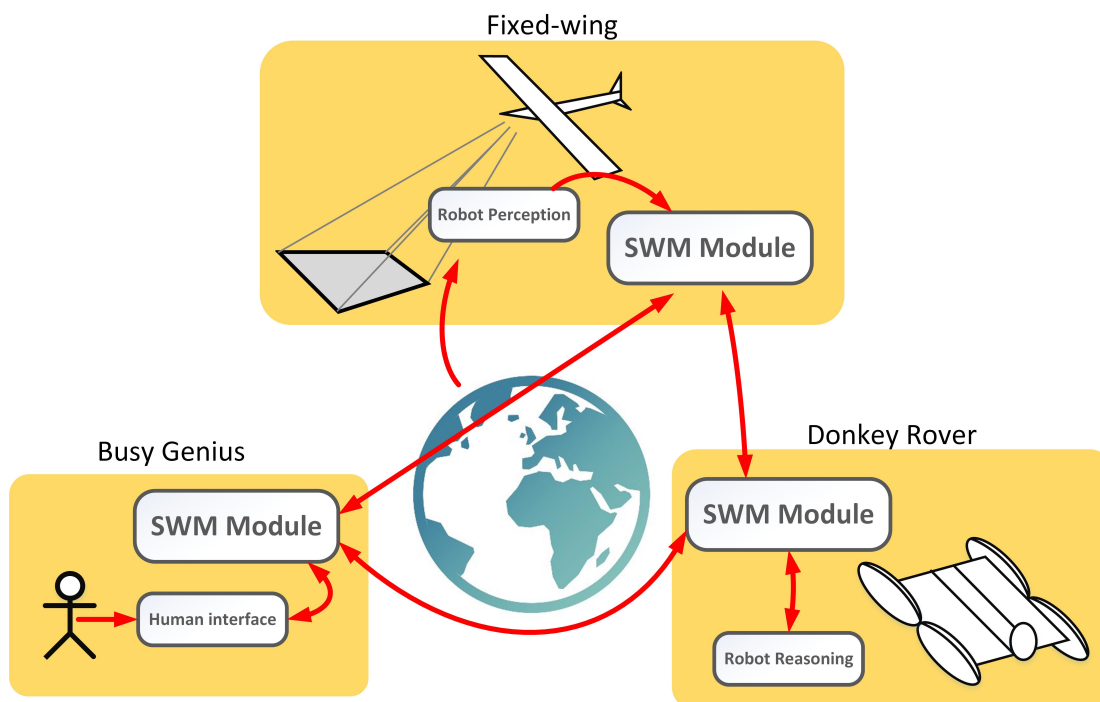 Fixed-wing
Robot Perception
SWM Module
Busy Genius
SWM Module
Human interface
Donkey Rover
SWM Module
Robot Reasoning